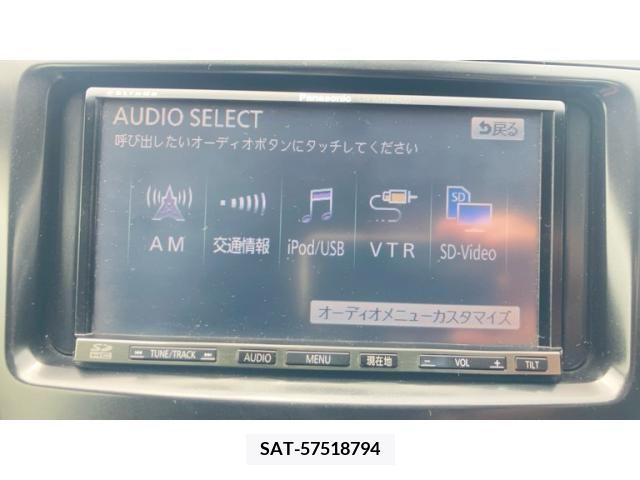 Strada Panasonic
AUDIO SELECT
戻る
呼び出したいオーディオボタンにタッチしてください
SD
AM 交通情報 iPod/USB VTR SD-Video
オーディオメニューカスタマイズ
SD TUNE/TRACK AUDIO MENU 現在地 − VOL + TILT
SAT-57518794